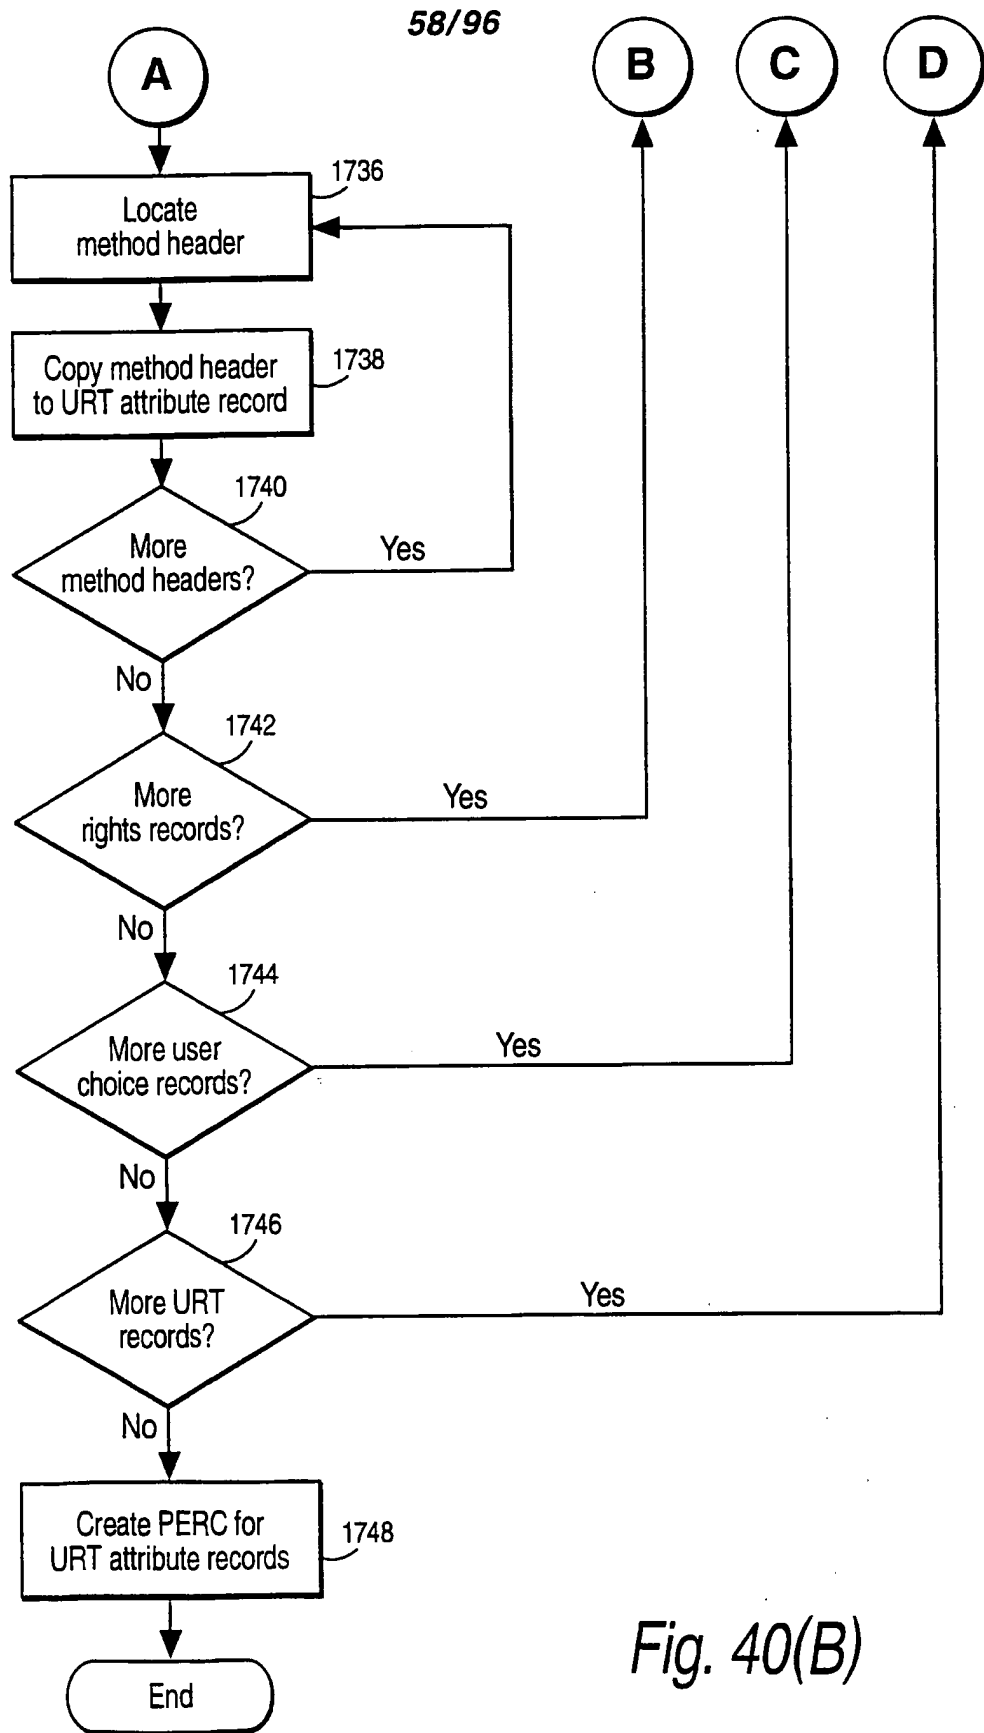 58/96
A
B
C
D
1736
Locate
method header
1738
Copy method header
to URT attribute record
1740
More
method headers?
Yes
No
1742
More
rights records?
Yes
No
1744
More user
choice records?
Yes
No
1746
More URT
records?
Yes
No
Create PERC for
URT attribute records
1748
End
Fig. 40(B)